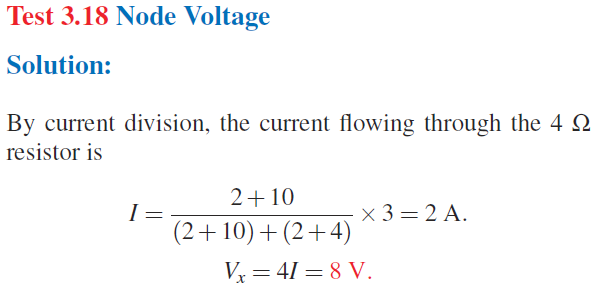 Test 3.18 Node Voltage
Solution:
By current division, the current flowing through the 4 Ω
resistor is
I = \frac{2+10}{(2+10)+(2+4)} × 3 = 2 A.
V_x = 4I = 8 V.